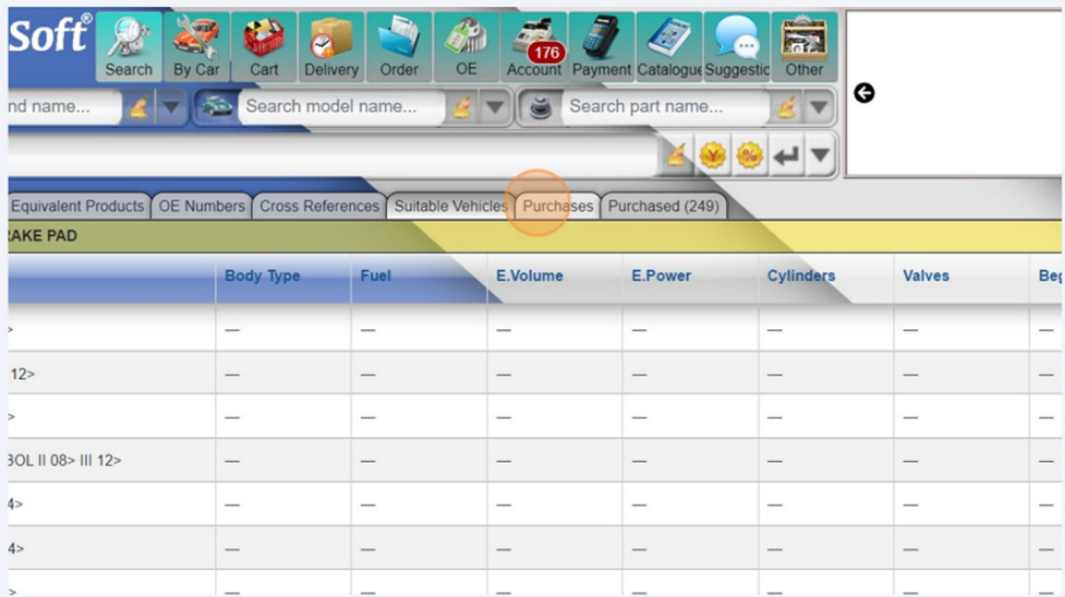 Soft®
Search By Car Cart Delivery Order OE Account 176 Payment Catalogue Suggestic Other
nd name... Search model name... Search part name...
Y %
Equivalent Products OE Numbers Cross References Suitable Vehicles Purchases Purchased (249)
RAKE PAD
Body Type Fuel E.Volume E.Power Cylinders Valves Beg
> — — — — — — —
12> — — — — — — —
> — — — — — — —
BOL II 08> III 12> — — — — — — —
4> — — — — — — —
4> — — — — — — —
> — — — — — — —